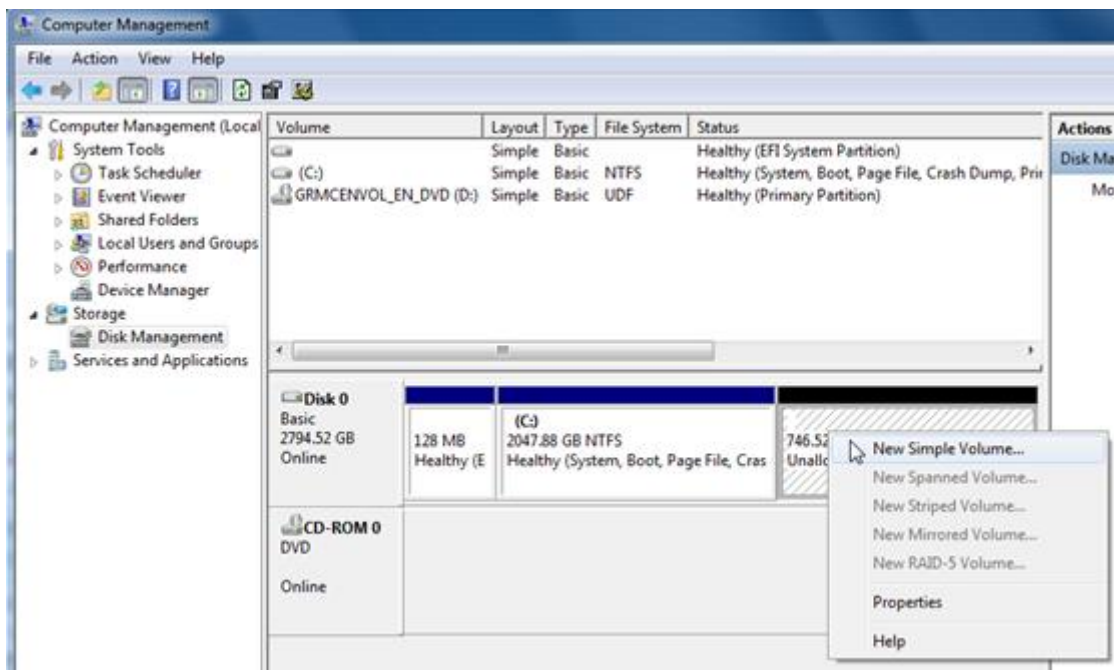 Computer Management
File Action View Help
Computer Management (Local
System Tools
Task Scheduler
Event Viewer
Shared Folders
Local Users and Groups
Performance
Device Manager
Storage
Disk Management
Services and Applications
Volume Layout Type File System Status
Simple Basic Healthy (EFI System Partition)
(C:) Simple Basic NTFS Healthy (System, Boot, Page File, Crash Dump, Prin
GRMCENVOL_EN_DVD (D:) Simple Basic UDF Healthy (Primary Partition)
Actions
Disk Ma
Mo
Disk 0
Basic
2794.52 GB
Online
128 MB
Healthy (E
(C:)
2047.88 GB NTFS
Healthy (System, Boot, Page File, Cras
746.52
Unallo
CD-ROM 0
DVD
Online
New Simple Volume...
New Spanned Volume...
New Striped Volume...
New Mirrored Volume...
New RAID-5 Volume...
Properties
Help